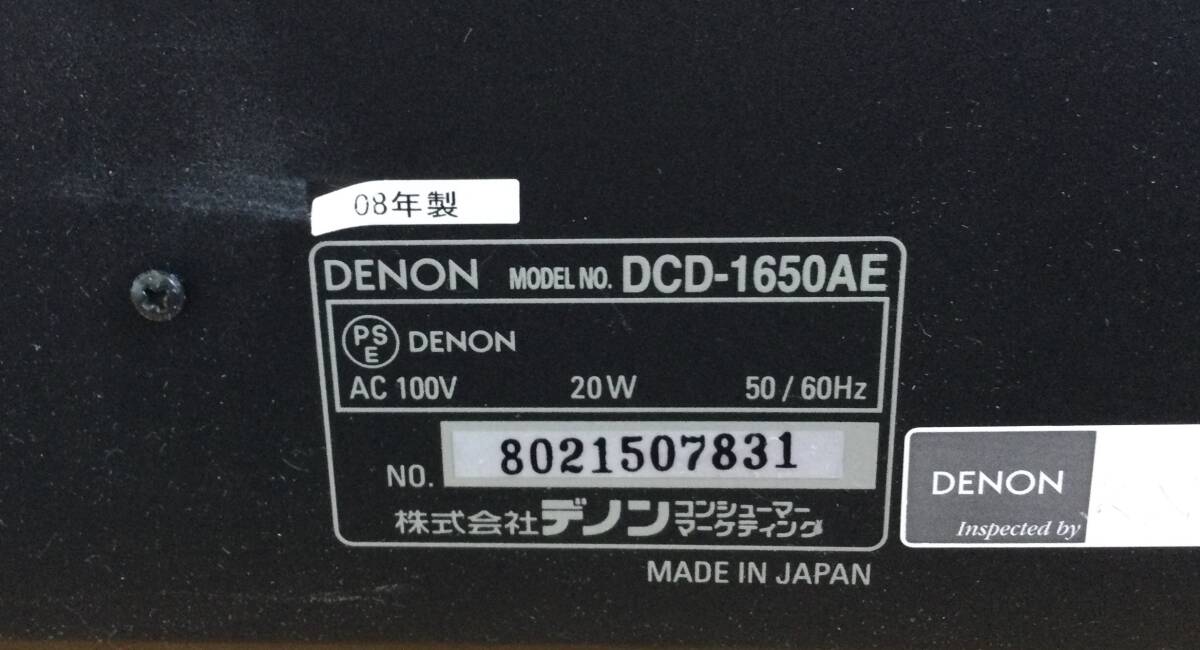 08年製
DENON MODEL NO. DCD-1650AE
PS E DENON
AC 100V 20W 50/60Hz
NO. 8021507831
株式会社デノン コンシューマー マーケティング
DENON
Inspected by
MADE IN JAPAN